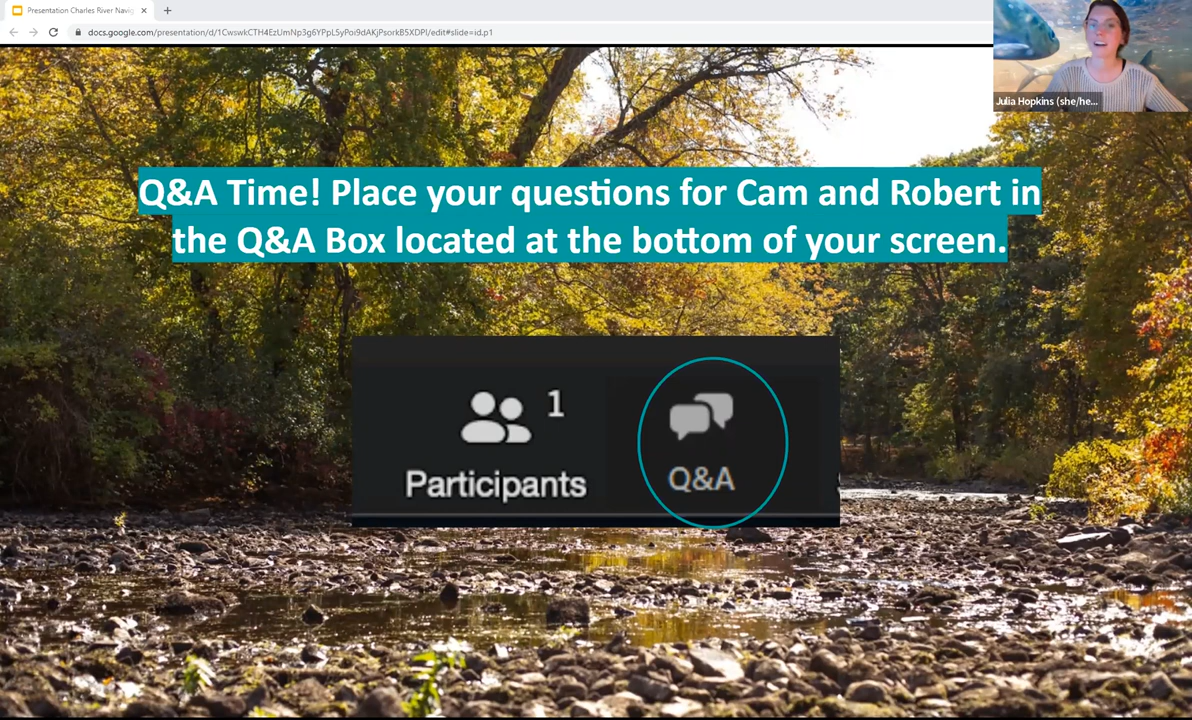 Presentation Charles River Navig
docs.google.com/presentation/d/1CwswkCTH4EzUmNp3g6YPpL5yPoi9dAKjPsorkB5XDPI/edit#slide=id.p1
Julia Hopkins (she/he...
Q&A Time! Place your questions for Cam and Robert in
the Q&A Box located at the bottom of your screen.
1
Participants
Q&A